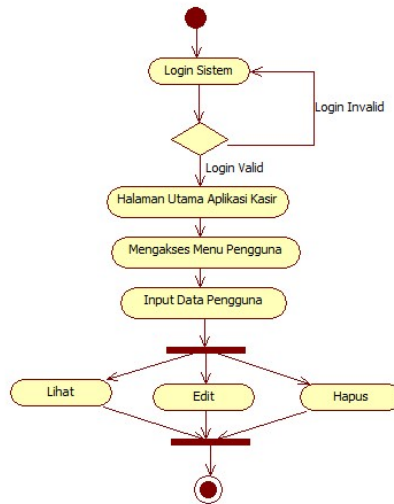 Login Sistem
Login Invalid
Login Valid
Halaman Utama Aplikasi Kasir
Mengakses Menu Pengguna
Input Data Pengguna
Lihat
Edit
Hapus